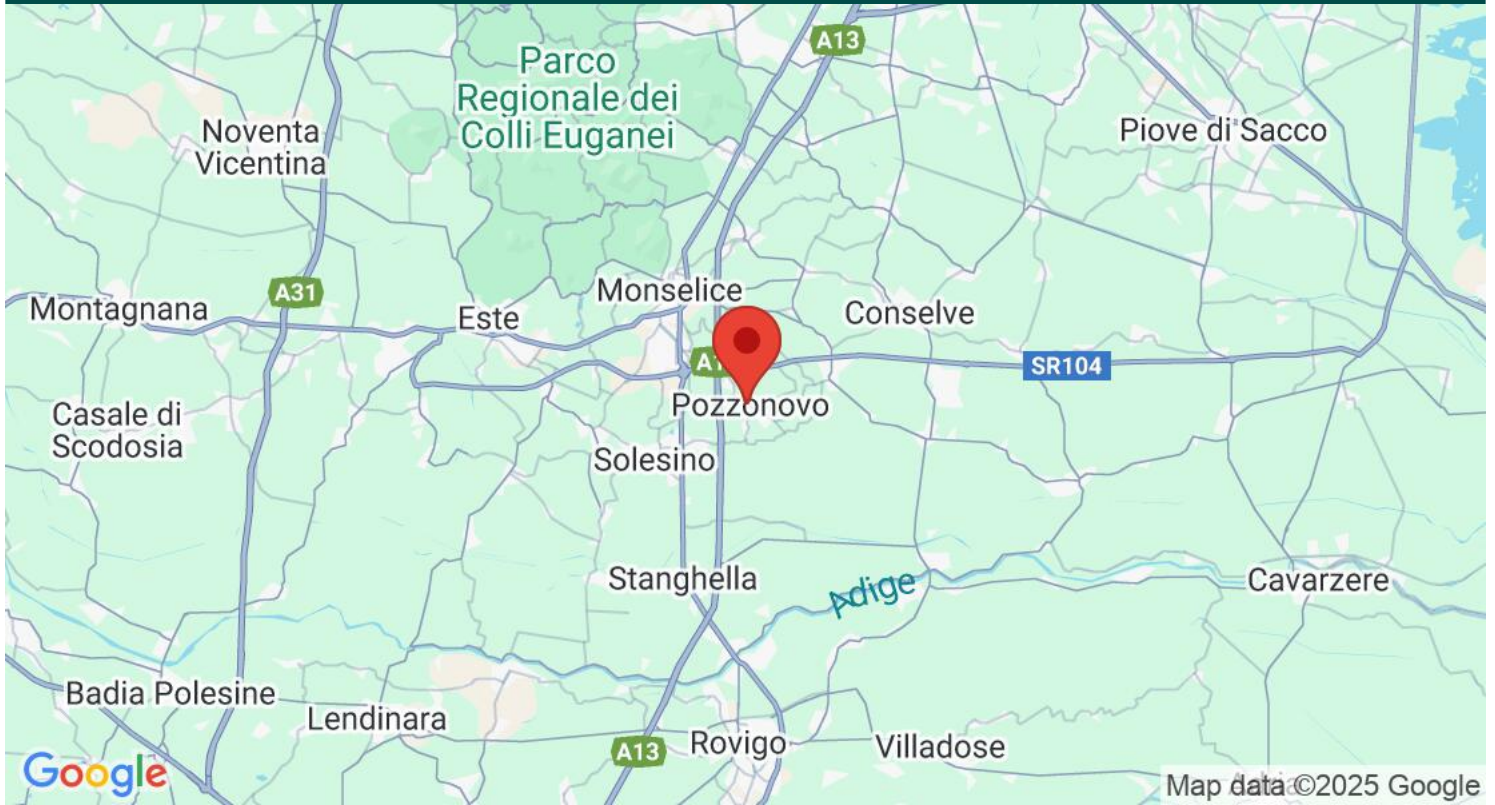 A13
Parco
Regionale dei
Colli Euganei
Noventa
Vicentina
Piove di Sacco
A31
Montagnana
Monselice
Este
Conselve
SR104
Pozzonovo
Casale di
Scodosia
Solesino
Stanghella
Adige
Cavarzere
Badia Polesine
Lendinara
A13
Rovigo
Villadose
Google
Map data ©2025 Google